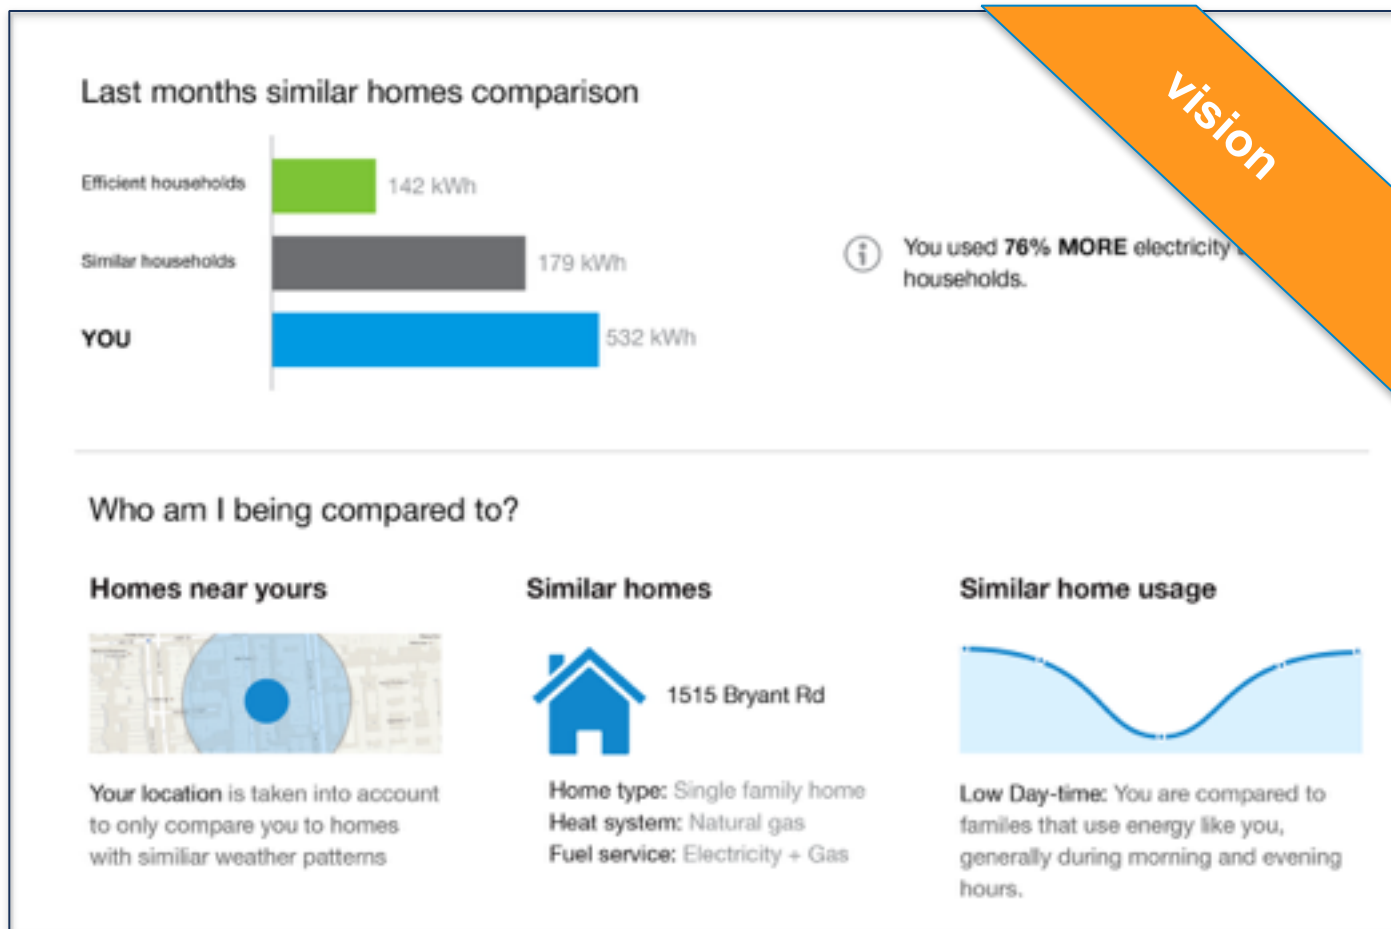 vision
Last months similar homes comparison
Efficient households
142 kWh
Similar households
179 kWh
YOU
532 kWh
You used 76% MORE electricity
households.
Who am I being compared to?
Homes near yours
Your location is taken into account
to only compare you to homes
with similiar weather patterns
Similar homes
1515 Bryant Rd
Home type: Single family home
Heat system: Natural gas
Fuel service: Electricity + Gas
Similar home usage
Low Day-time: You are compared to
familes that use energy like you,
generally during morning and evening
hours.